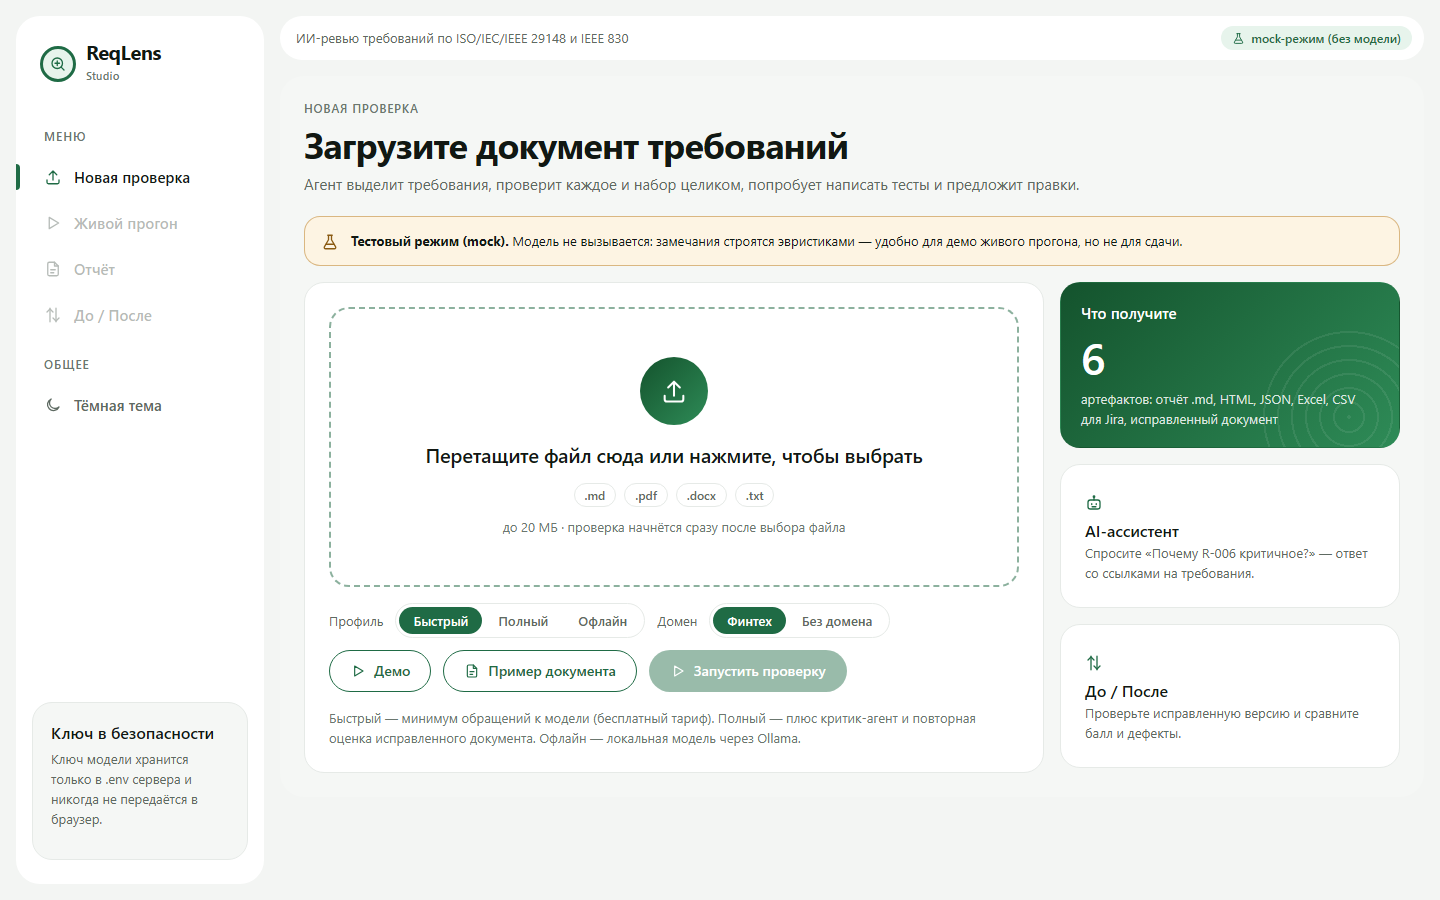 ReqLens
Studio
МЕНЮ
Новая проверка
Живой прогон
Отчёт
До / После
ОБЩЕЕ
Тёмная тема
Ключ в безопасности
Ключ модели хранится
только в .env сервера и
никогда не передаётся в
браузер.
ИИ-ревью требований по ISO/IEC/IEEE 29148 и IEEE 830
mock-режим (без модели)
НОВАЯ ПРОВЕРКА
Загрузите документ требований
Агент выделит требования, проверит каждое и набор целиком, попробует написать тесты и предложит правки.
Тестовый режим (mock). Модель не вызывается: замечания строятся эвристиками — удобно для демо живого прогона, но не для сдачи.
Перетащите файл сюда или нажмите, чтобы выбрать
.md .pdf .docx .txt
до 20 МБ · проверка начнётся сразу после выбора файла
Профиль Быстрый Полный Офлайн Домен Финтех Без домена
Демо Пример документа Запустить проверку
Быстрый — минимум обращений к модели (бесплатный тариф). Полный — плюс критик-агент и повторная
оценка исправленного документа. Офлайн — локальная модель через Ollama.
Что получите
6
артефактов: отчёт .md, HTML, JSON, Excel, CSV
для Jira, исправленный документ
AI-ассистент
Спросите «Почему R-006 критичное?» — ответ
со ссылками на требования.
До / После
Проверьте исправленную версию и сравните
балл и дефекты.